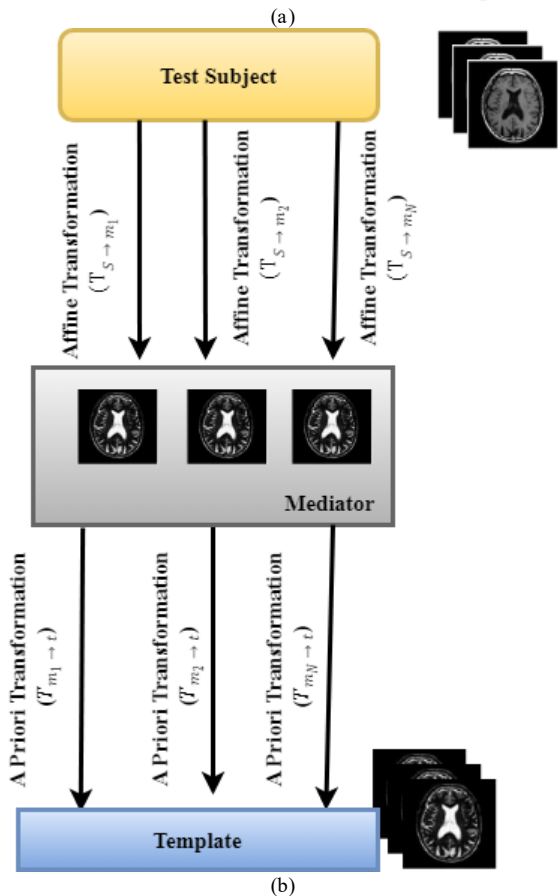 (a)
Test Subject
Affine Transformation
(T_{S → m_1})
Affine Transformation
(T_{S → m_2})
Affine Transformation
(T_{S → m_N})
Mediator
A Priori Transformation
(T_{m_1 → t})
A Priori Transformation
(T_{m_2 → t})
A Priori Transformation
(T_{m_N → t})
Template
(b)